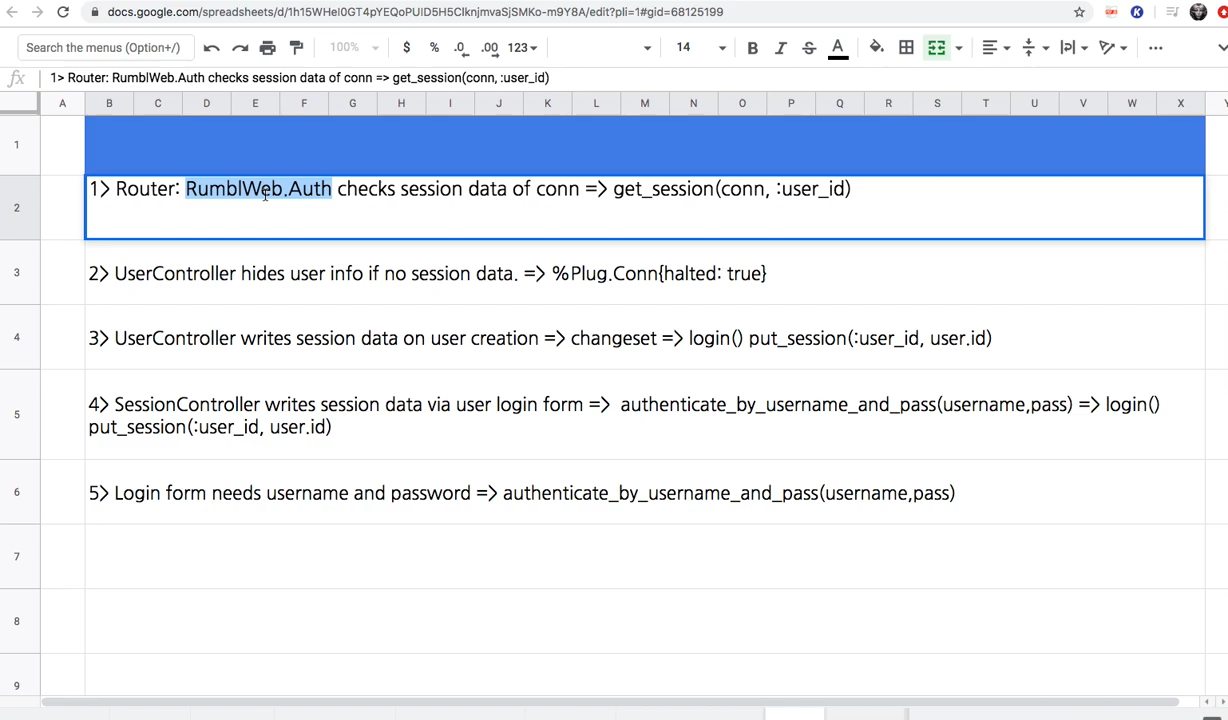 docs.google.com/spreadsheets/d/1h15WHeI0GT4pYEQoPUID5H5CIknjmvaSjSMKo-m9Y8A/edit?pli=1#gid=68125199
Search the menus (Option+/)
100%
$ % .0 .00 123
14
B I S A
1> Router: RumblWeb.Auth checks session data of conn => get_session(conn, :user_id)
A B C D E F G H I J K L M N O P Q R S T U V W X
1
2 1> Router: RumblWeb.Auth checks session data of conn => get_session(conn, :user_id)
3 2> UserController hides user info if no session data. => %Plug.Conn{halted: true}
4 3> UserController writes session data on user creation => changeset => login() put_session(:user_id, user.id)
5 4> SessionController writes session data via user login form => authenticate_by_username_and_pass(username,pass) => login()
put_session(:user_id, user.id)
6 5> Login form needs username and password => authenticate_by_username_and_pass(username,pass)
7
8
9